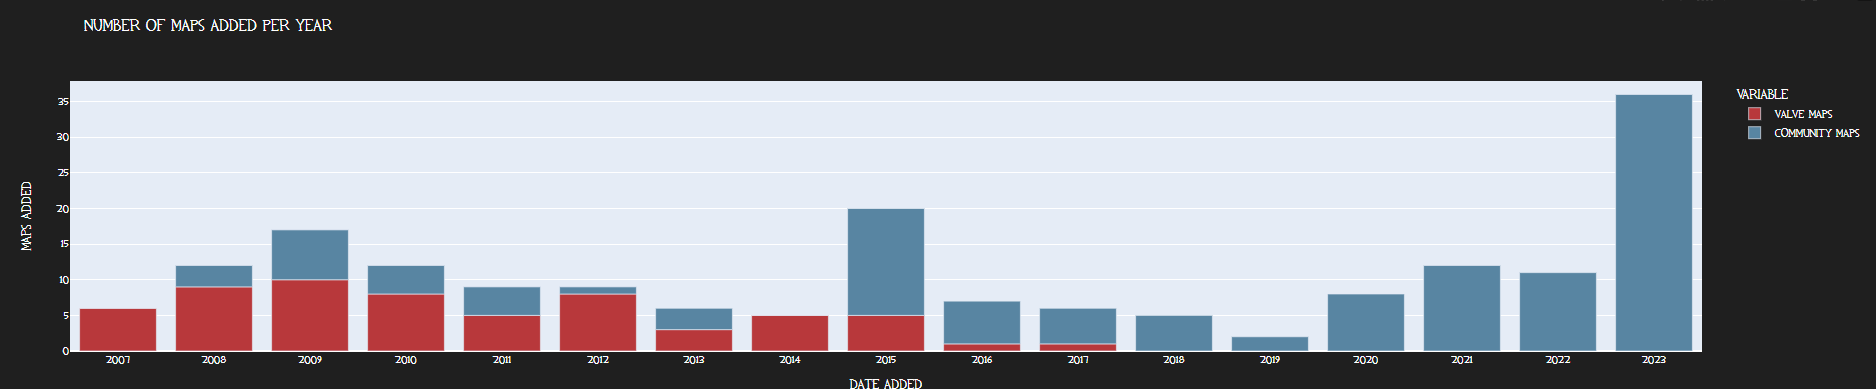 NUMBER OF MAPS ADDED PER YEAR
VARIABLE
VALVE MAPS
COMMUNITY MAPS
MAPS ADDED
35
30
25
20
15
10
5
0
2007 2008 2009 2010 2011 2012 2013 2014 2015 2016 2017 2018 2019 2020 2021 2022 2023
DATE ADDED